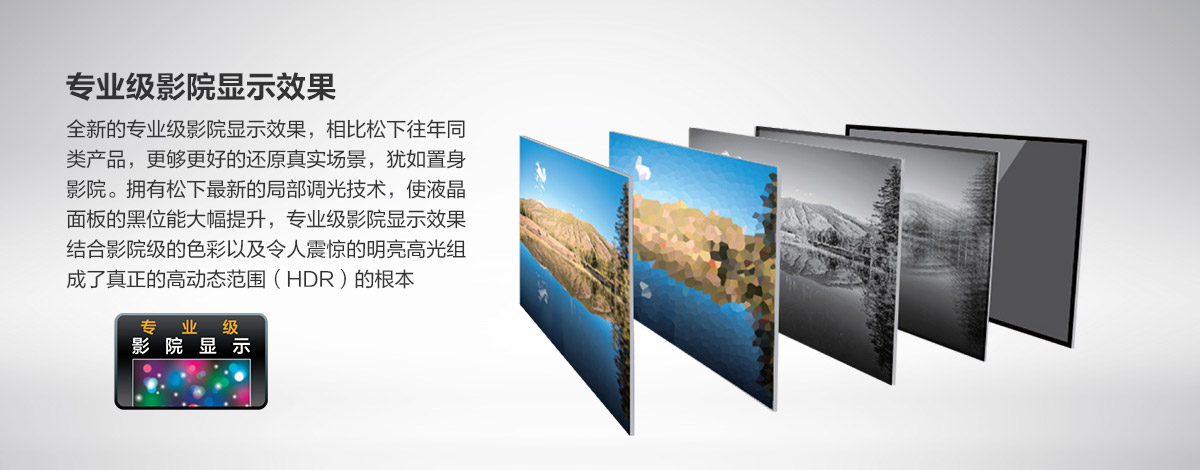 专业级影院显示效果
全新的专业级影院显示效果，相比松下往年同
类产品，更够更好的还原真实场景，犹如置身
影院。拥有松下最新的局部调光技术，使液晶
面板的黑位能大幅提升，专业级影院显示效果
结合影院级的色彩以及令人震惊的明亮高光组
成了真正的高动态范围（HDR）的根本
专业级
影院显示